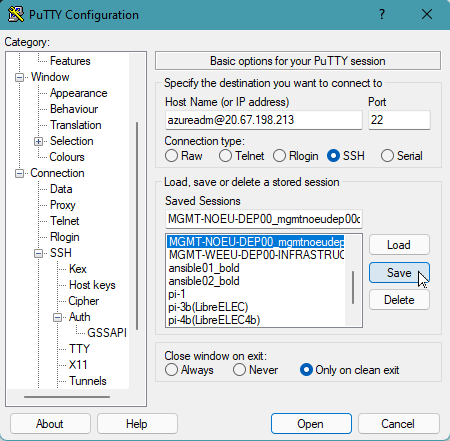 PuTTY Configuration
?
Category:
Features
Window
Appearance
Behaviour
Translation
Selection
Colours
Connection
Data
Proxy
Telnet
Rlogin
SSH
Kex
Host keys
Cipher
Auth
GSSAPI
TTY
X11
Tunnels
Basic options for your PuTTY session
Specify the destination you want to connect to
Host Name (or IP address) Port
azureadm@20.67.198.213 22
Connection type:
Raw Telnet Rlogin SSH Serial
Load, save or delete a stored session
Saved Sessions
MGMT-NOEU-DEP00_mgmtnoeudep00
MGMT-NOEU-DEP00_mgmtnoeudep
MGMT-WEEU-DEP00-INFRASTRUC
ansible01_bold
ansible02_bold
pi-1
pi-3b(LibreELEC)
pi-4b(LibreELEC4b)
Load
Save
Delete
Close window on exit:
Always Never Only on clean exit
About Help Open Cancel